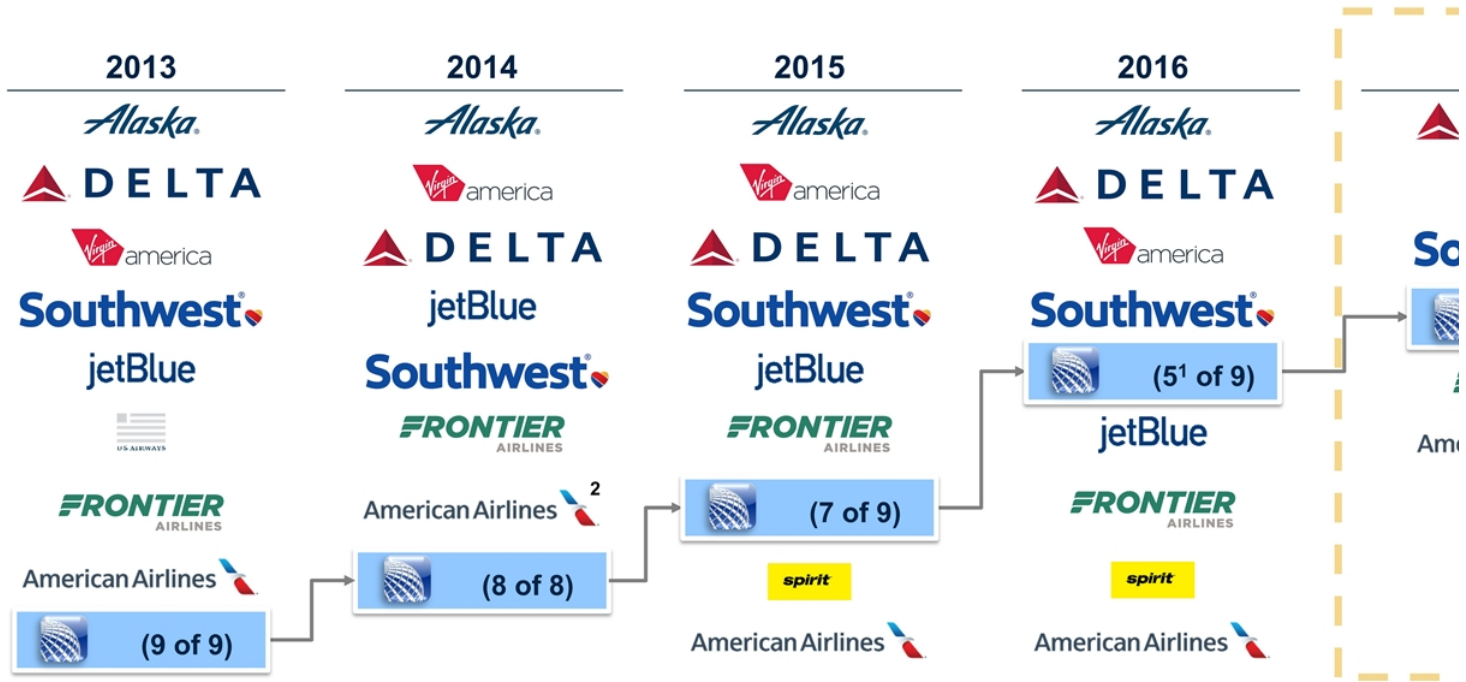 2013
Alaska®
DELTA
Virgin america
Southwest®
jetBlue
US AIRWAYS
FRONTIER
AIRLINES
American Airlines
(9 of 9)
2014
Alaska®
Virgin america
DELTA
jetBlue
Southwest®
FRONTIER
AIRLINES
American Airlines 2
(8 of 8)
2015
Alaska®
Virgin america
DELTA
Southwest®
jetBlue
FRONTIER
AIRLINES
(7 of 9)
spirit
American Airlines
2016
Alaska®
DELTA
Virgin america
Southwest®
(5¹ of 9)
jetBlue
FRONTIER
AIRLINES
spirit
American Airlines
So
Ame